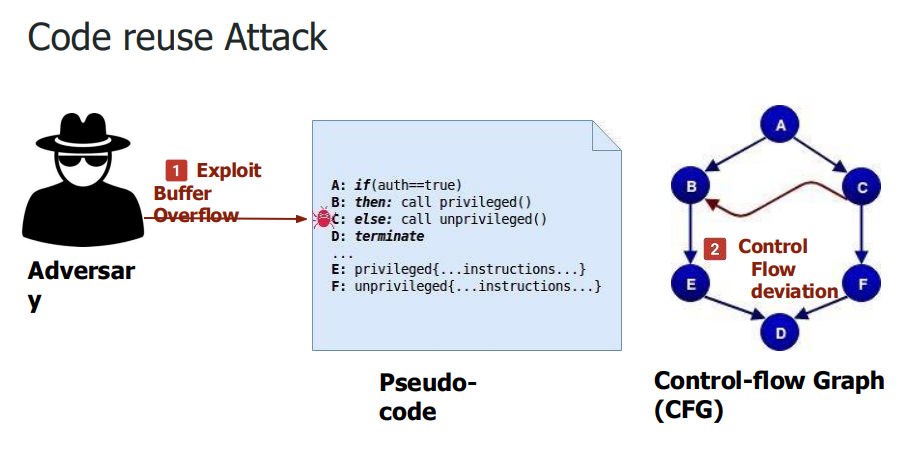 Code reuse Attack
1 Exploit
Buffer
Overflow
Adversar
y
A: if(auth==true)
B: then: call privileged()
C: else: call unprivileged()
D: terminate
...
E: privileged{...instructions...}
F: unprivileged{...instructions...}
Pseudo-
code
A
B
C
2 Control
Flow
deviation
E
F
D
Control-flow Graph
(CFG)